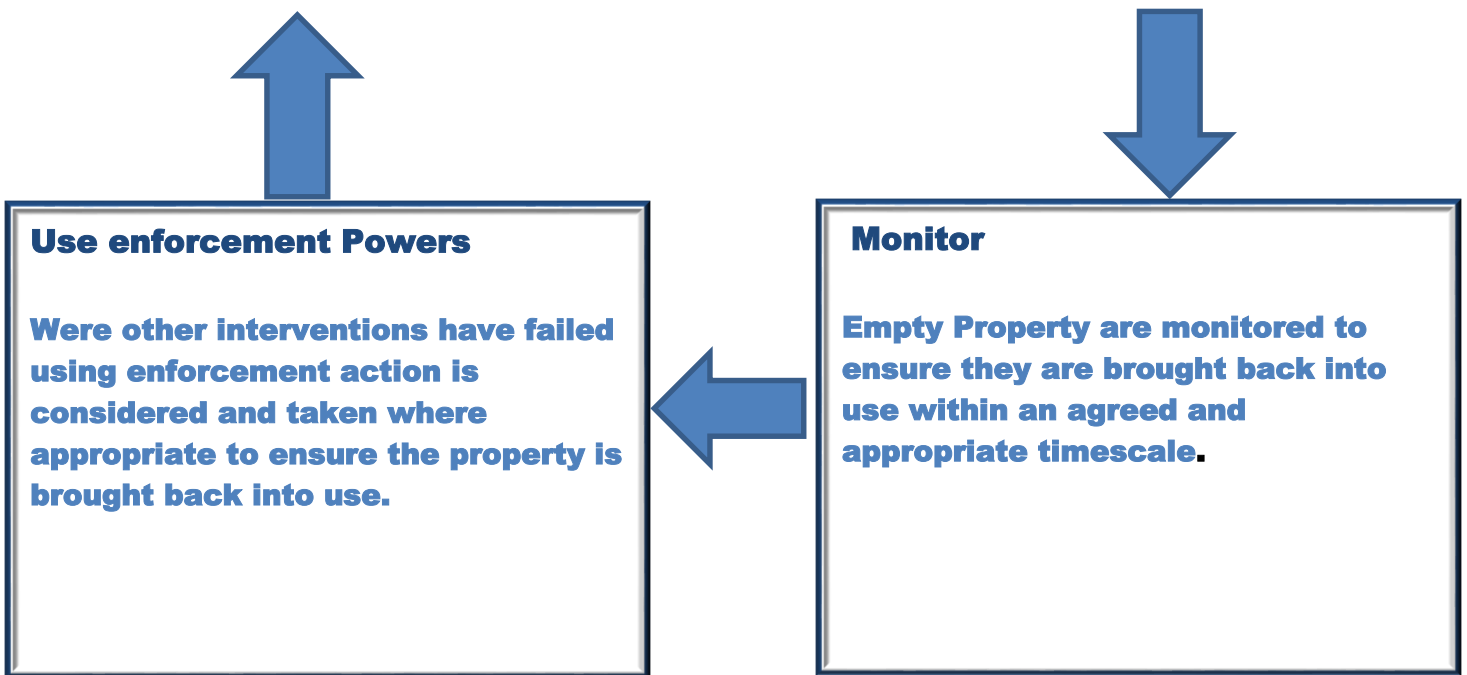 Use enforcement Powers
Were other interventions have failed
using enforcement action is
considered and taken where
appropriate to ensure the property is
brought back into use.
Monitor
Empty Property are monitored to
ensure they are brought back into
use within an agreed and
appropriate timescale.